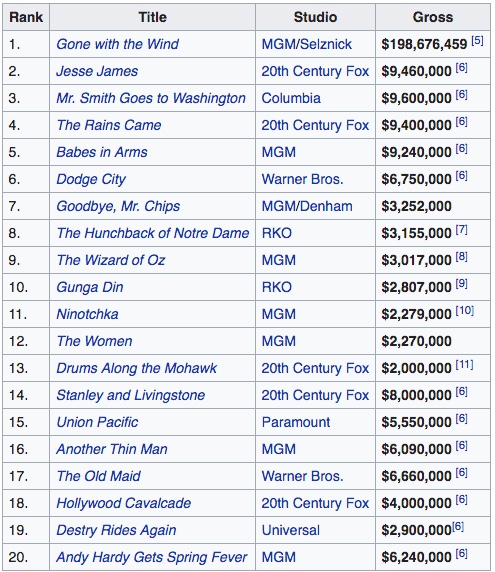 Rank Title Studio Gross
1. Gone with the Wind MGM/Selznick $198,676,459 [5]
2. Jesse James 20th Century Fox $9,460,000 [6]
3. Mr. Smith Goes to Washington Columbia $9,600,000 [6]
4. The Rains Came 20th Century Fox $9,400,000 [6]
5. Babes in Arms MGM $9,240,000 [6]
6. Dodge City Warner Bros. $6,750,000 [6]
7. Goodbye, Mr. Chips MGM/Denham $3,252,000
8. The Hunchback of Notre Dame RKO $3,155,000 [7]
9. The Wizard of Oz MGM $3,017,000 [8]
10. Gunga Din RKO $2,807,000 [9]
11. Ninotchka MGM $2,279,000 [10]
12. The Women MGM $2,270,000
13. Drums Along the Mohawk 20th Century Fox $2,000,000 [11]
14. Stanley and Livingstone 20th Century Fox $8,000,000 [6]
15. Union Pacific Paramount $5,550,000 [6]
16. Another Thin Man MGM $6,090,000 [6]
17. The Old Maid Warner Bros. $6,660,000 [6]
18. Hollywood Cavalcade 20th Century Fox $4,000,000 [6]
19. Destry Rides Again Universal $2,900,000[6]
20. Andy Hardy Gets Spring Fever MGM $6,240,000 [6]